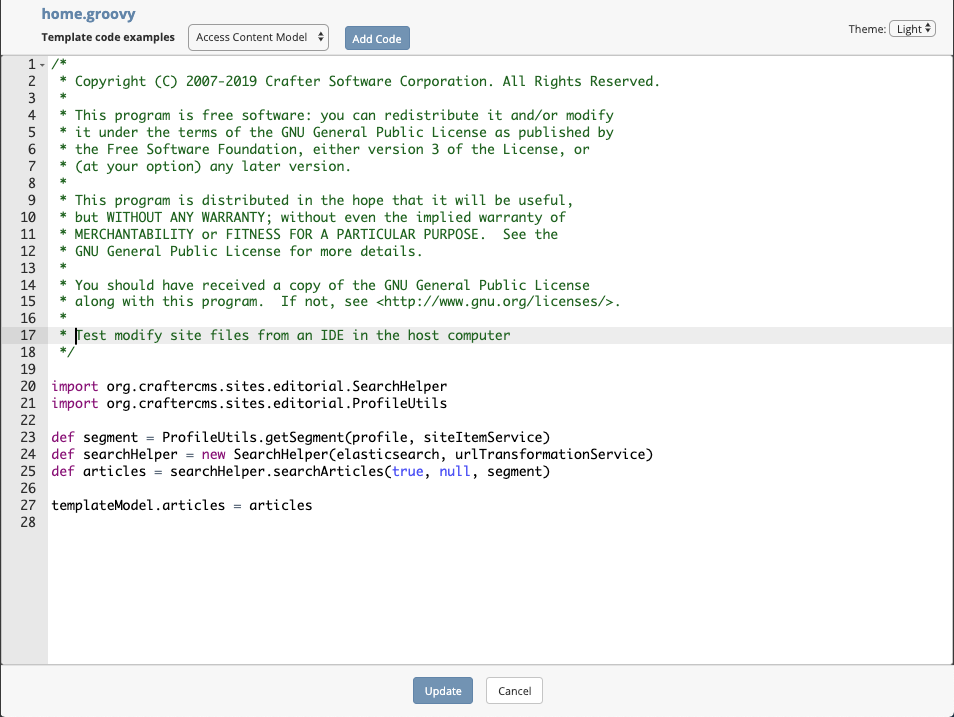 home.groovy
Template code examples Access Content Model Add Code Theme: Light
1 /*
2 * Copyright (C) 2007-2019 Crafter Software Corporation. All Rights Reserved.
3 *
4 * This program is free software: you can redistribute it and/or modify
5 * it under the terms of the GNU General Public License as published by
6 * the Free Software Foundation, either version 3 of the License, or
7 * (at your option) any later version.
8 *
9 * This program is distributed in the hope that it will be useful,
10 * but WITHOUT ANY WARRANTY; without even the implied warranty of
11 * MERCHANTABILITY or FITNESS FOR A PARTICULAR PURPOSE.  See the
12 * GNU General Public License for more details.
13 *
14 * You should have received a copy of the GNU General Public License
15 * along with this program.  If not, see <http://www.gnu.org/licenses/>.
16 *
17 * Test modify site files from an IDE in the host computer
18 */
19
20 import org.craftercms.sites.editorial.SearchHelper
21 import org.craftercms.sites.editorial.ProfileUtils
22
23 def segment = ProfileUtils.getSegment(profile, siteItemService)
24 def searchHelper = new SearchHelper(elasticsearch, urlTransformationService)
25 def articles = searchHelper.searchArticles(true, null, segment)
26
27 templateModel.articles = articles
28
Update Cancel